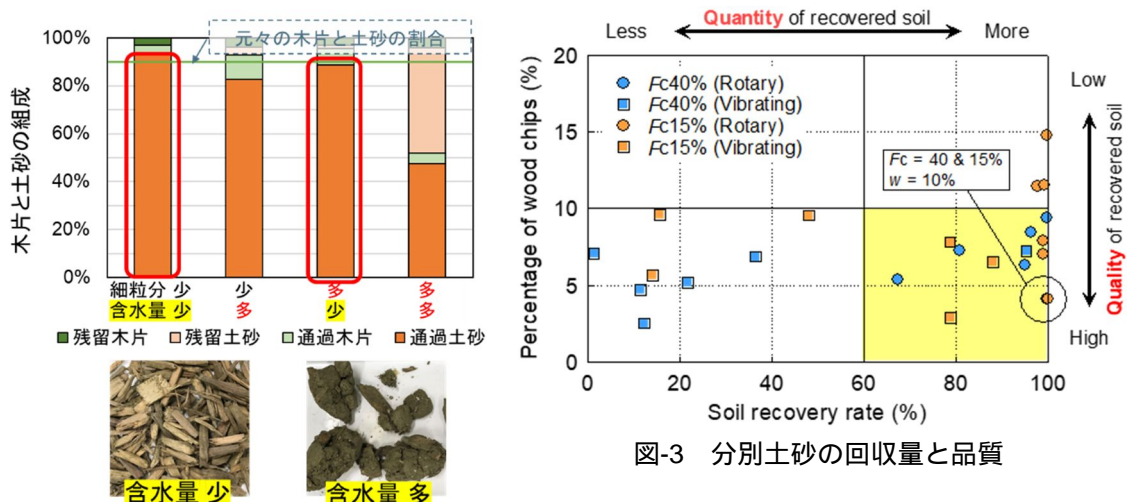 元々の木片と土砂の割合
木片と土砂の組成
100%
80%
60%
40%
20%
0%
細粒分 少 少 多 多
含水量 少 多 少 多
残留木片 残留土砂 通過木片 通過土砂
含水量 少
含水量 多
Quantity of recovered soil
Less More
Percentage of wood chips (%)
20
15
10
5
0
Fc40% (Rotary)
Fc40% (Vibrating)
Fc15% (Rotary)
Fc15% (Vibrating)
Fc = 40 & 15%
w = 10%
Low
Quality of recovered soil
High
0 20 40 60 80 100
Soil recovery rate (%)
図-3 分別土砂の回収量と品質